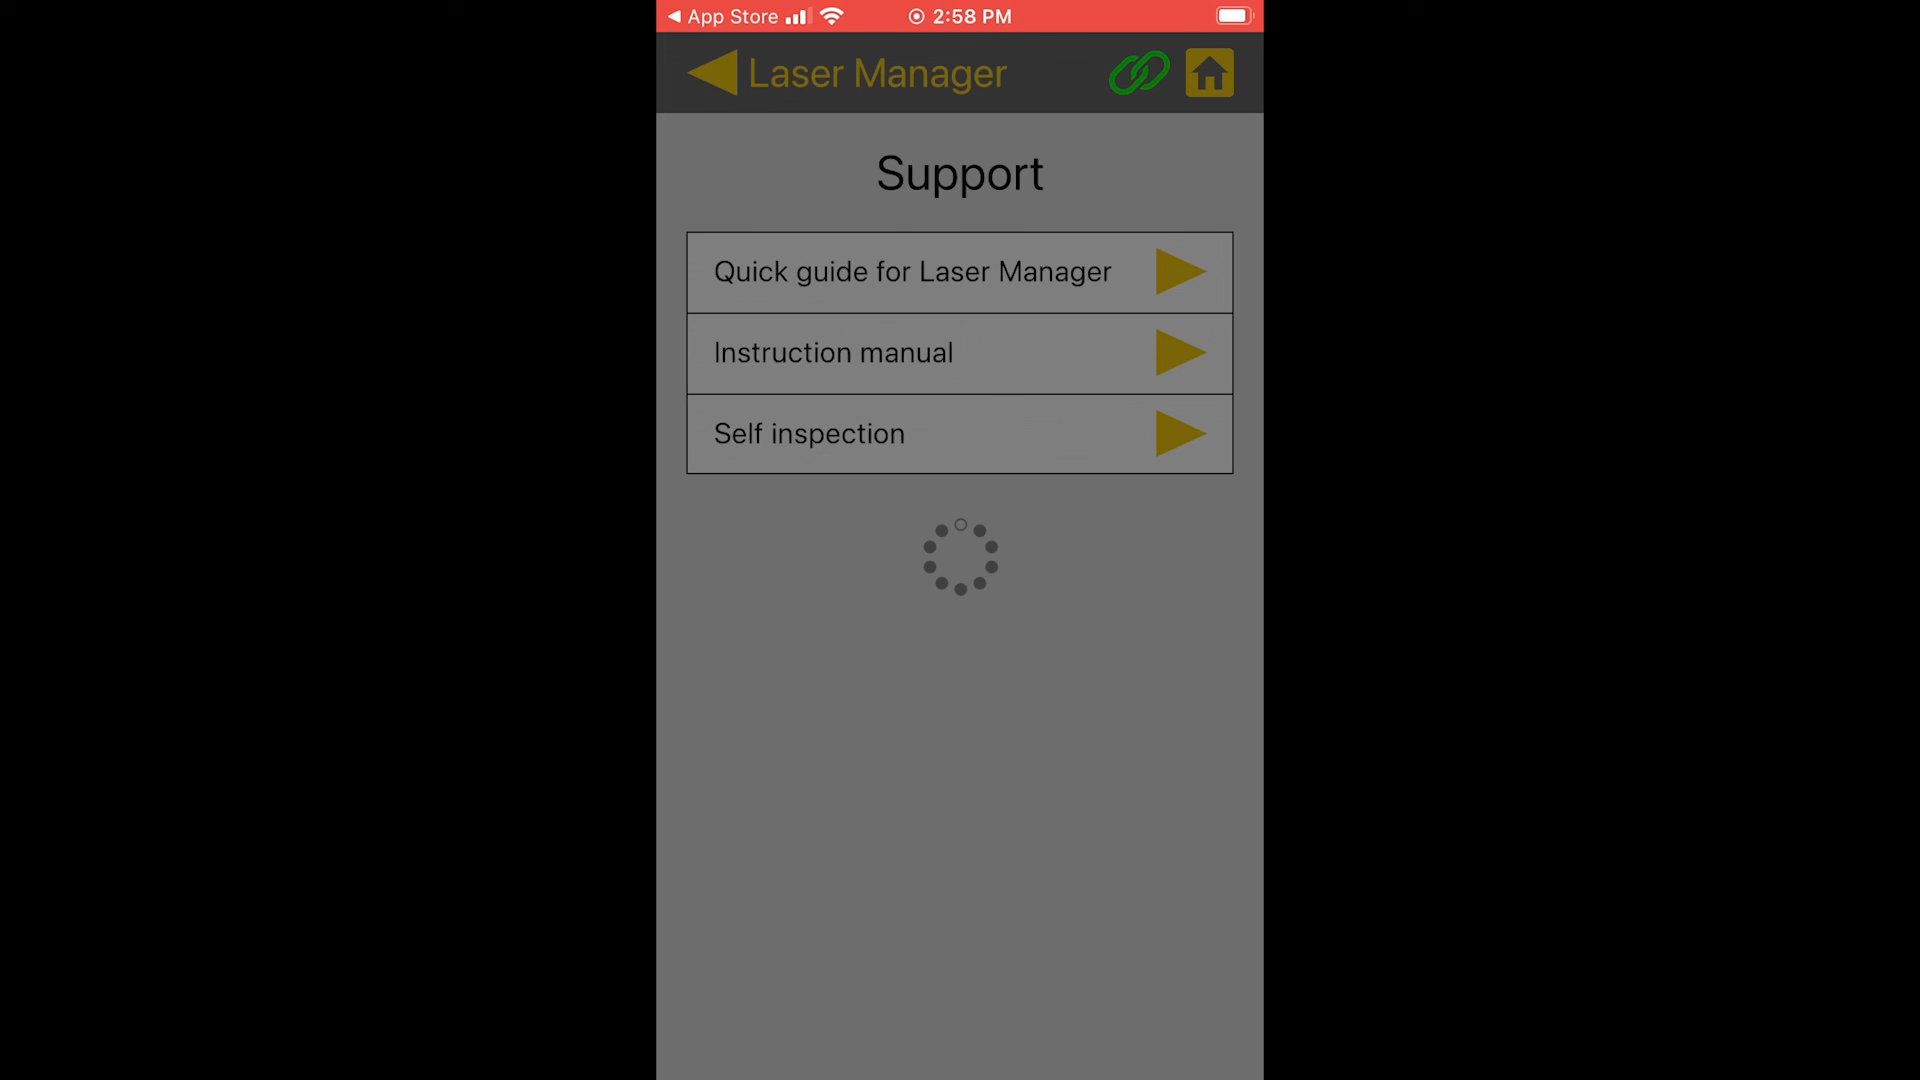 App Store 2:58 PM
Laser Manager
Support
Quick guide for Laser Manager
Instruction manual
Self inspection